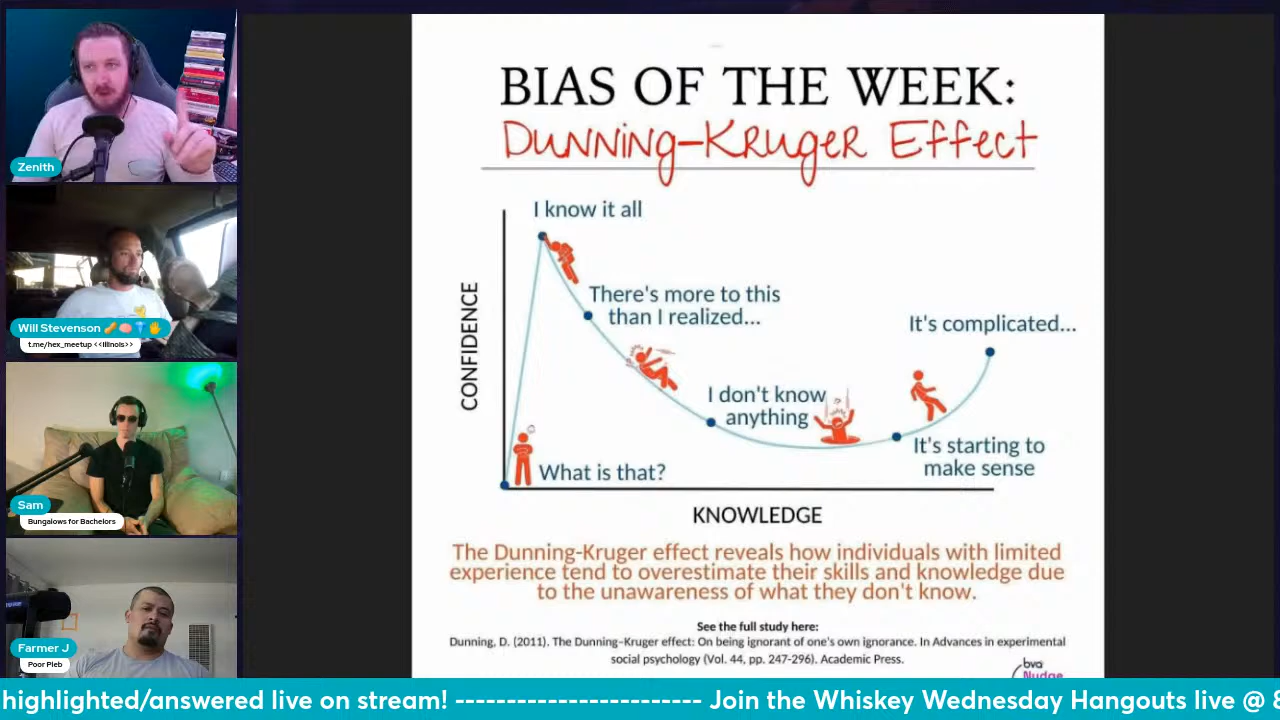 Zenith
Will Stevenson
t.me/hex_meetup <<Illinois>>
Sam
Bungalows for Bachelors
Farmer J
Poor Pleb
BIAS OF THE WEEK:
Dunning-Kruger Effect
I know it all
There's more to this
than I realized...
It's complicated...
CONFIDENCE
I don't know
anything
It's starting to
make sense
What is that?
KNOWLEDGE
The Dunning-Kruger effect reveals how individuals with limited
experience tend to overestimate their skills and knowledge due
to the unawareness of what they don't know.
See the full study here:
Dunning, D. (2011). The Dunning–Kruger effect: On being ignorant of one's own ignorance. In Advances in experimental
social psychology (Vol. 44, pp. 247-296). Academic Press.
bva
Nudge
highlighted/answered live on stream! ------------------------ Join the Whiskey Wednesday Hangouts live @ 8